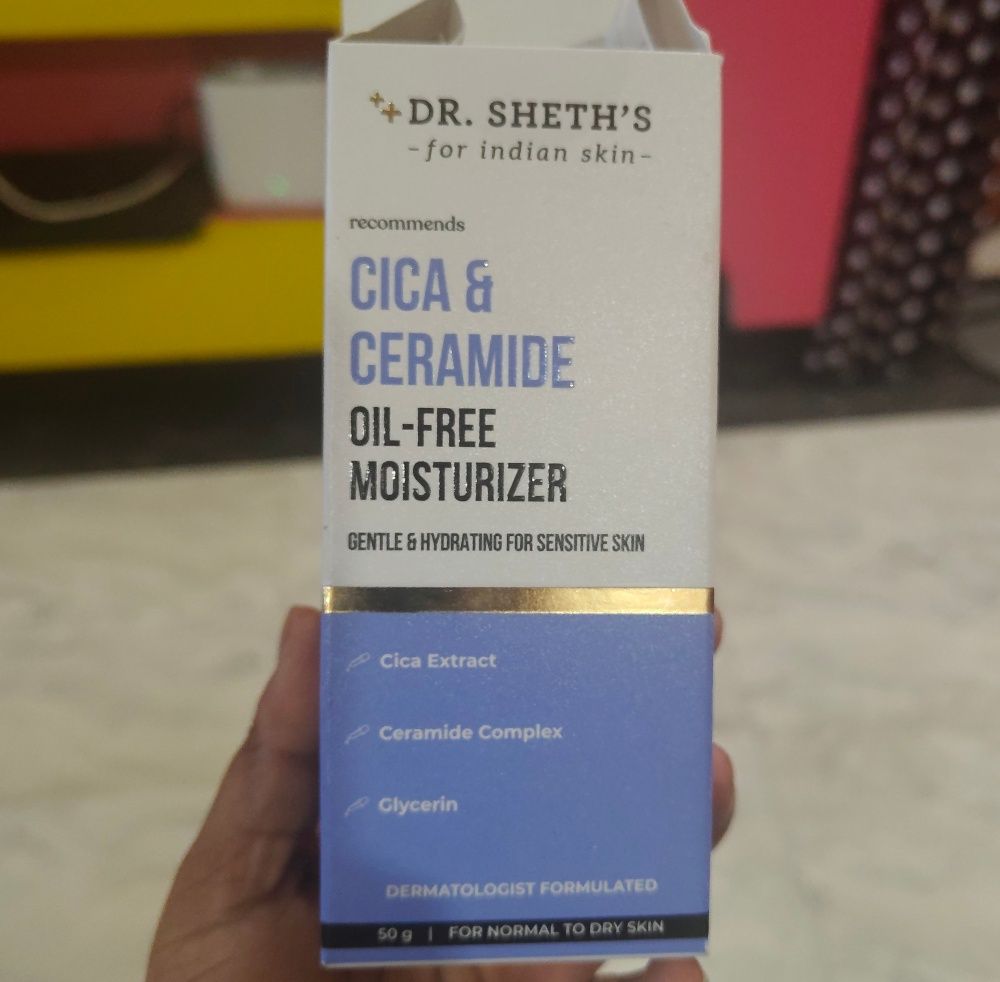 DR. SHETH'S
-for indian skin-
recommends
CICA &
CERAMIDE
OIL-FREE
MOISTURIZER
GENTLE & HYDRATING FOR SENSITIVE SKIN
Cica Extract
Ceramide Complex
Glycerin
DERMATOLOGIST FORMULATED
50 g | FOR NORMAL TO DRY SKIN